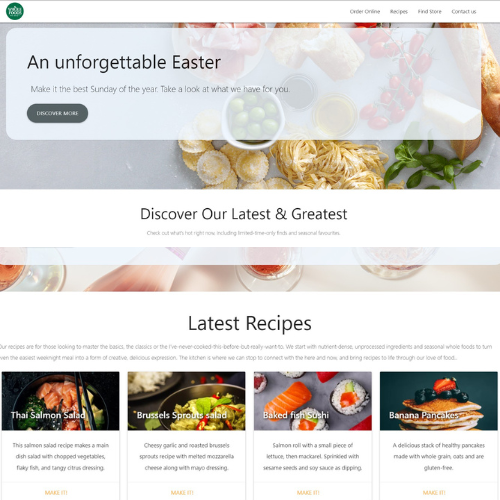 WHOLE
FOODS
Order Online Recipes Find Store Contact us
An unforgettable Easter
Make it the best Sunday of the year. Take a look at what we have for you.
DISCOVER MORE
Discover Our Latest & Greatest
Check out what's hot right now, including limited-time-only finds and seasonal favourites.
Latest Recipes
Our recipes are for those looking to master the basics, the classics or the I've-never-cooked-this-before-but-really-want-to. We start with nutrient-dense, unprocessed ingredients and seasonal whole foods to turn
even the easiest weeknight meal into a form of creative, delicious expression. The kitchen is where we can stop to connect with the here and now, and bring recipes to life through our love of food..
Thai Salmon Salad
Brussels Sprouts salad
Baked fish Sushi
Banana Pancakes
This salmon salad recipe makes a main
dish salad with chopped vegetables,
flaky fish, and tangy citrus dressing.
Cheesy garlic and roasted brussels
sprouts recipe with melted mozzarella
cheese along with mayo dressing.
Salmon roll with a small piece of
lettuce, then mackarel. Sprinkled with
sesame seeds and soy sauce as dipping.
A delicious stack of healthy pancakes
made with whole grain, oats and are
gluten-free.
MAKE IT!
MAKE IT!
MAKE IT!
MAKE IT!